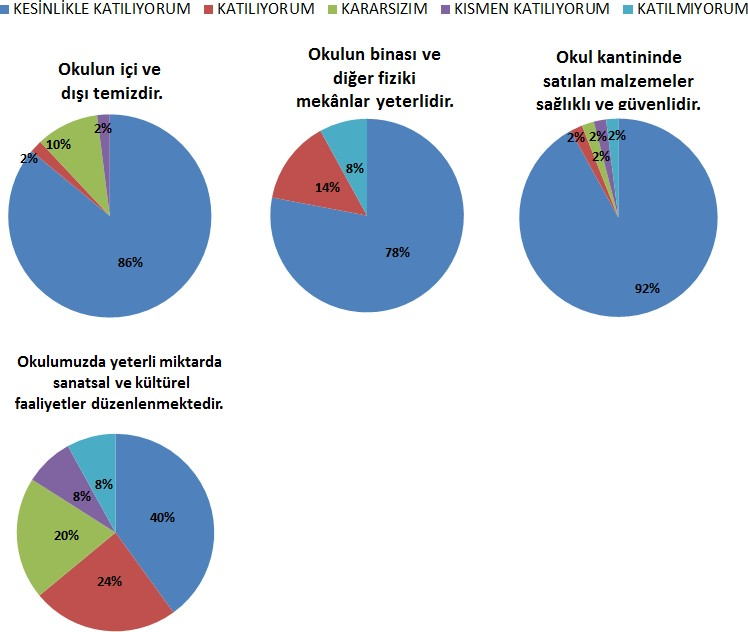 KESİNLİKLE KATILIYORUM KATILIYORUM KARARSIZIM KISMEN KATILIYORUM KATILMIYORUM
Okulun içi ve
dışı temizdir.
2%
10%
2%
86%
Okulun binası ve
diğer fiziki
mekânlar yeterlidir.
8%
14%
78%
Okul kantininde
satılan malzemeler
sağlıklı ve güvenlidir.
2% 2% 2%
2%
92%
Okulumuzda yeterli miktarda
sanatsal ve kültürel
faaliyetler düzenlenmektedir.
8%
8%
40%
20%
24%